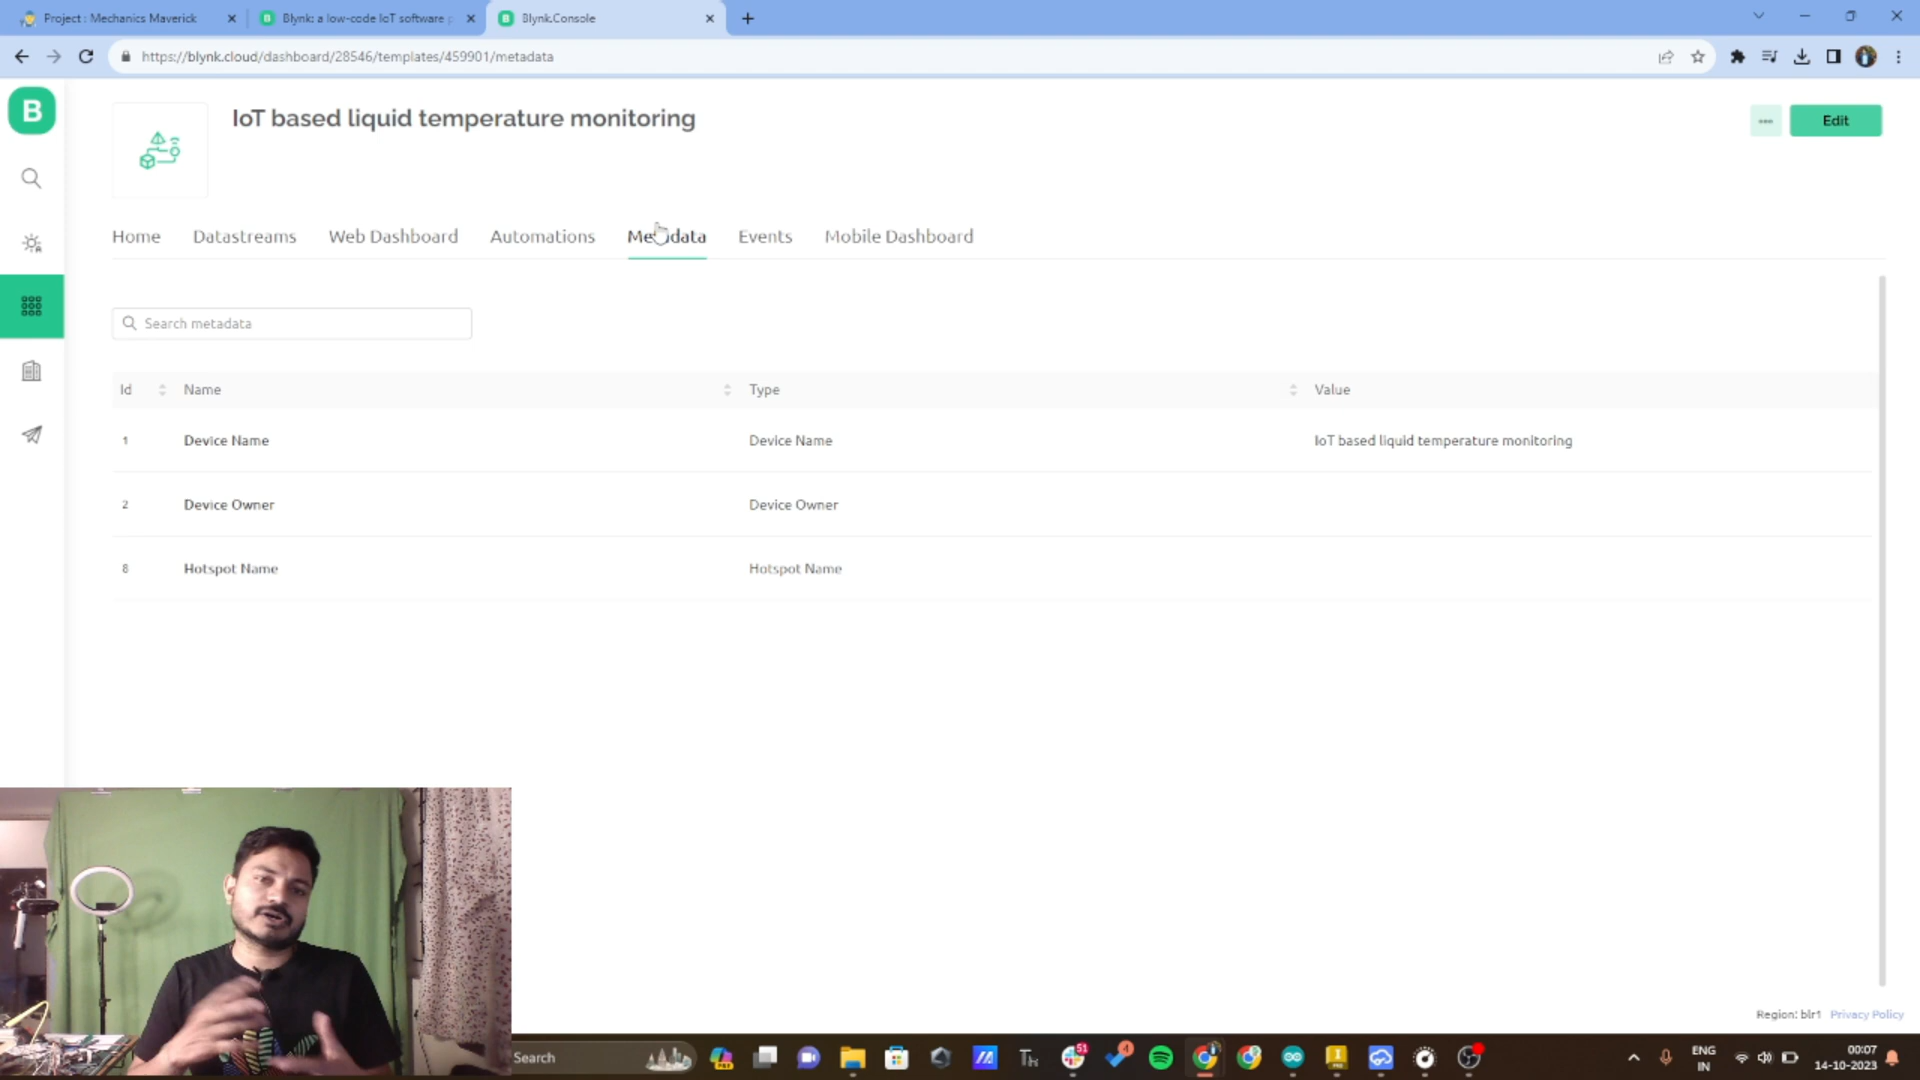 Project : Mechanics Maverick
Blynk: a low-code IoT software p
Blynk.Console
https://blynk.cloud/dashboard/28546/templates/459901/metadata
B
IoT based liquid temperature monitoring
Edit
Home Datastreams Web Dashboard Automations Metadata Events Mobile Dashboard
Search metadata
Id Name Type Value
1 Device Name Device Name IoT based liquid temperature monitoring
2 Device Owner Device Owner
8 Hotspot Name Hotspot Name
Region: blr1 Privacy Policy
Search
51
4
ENG
IN
00:07
14-10-2023